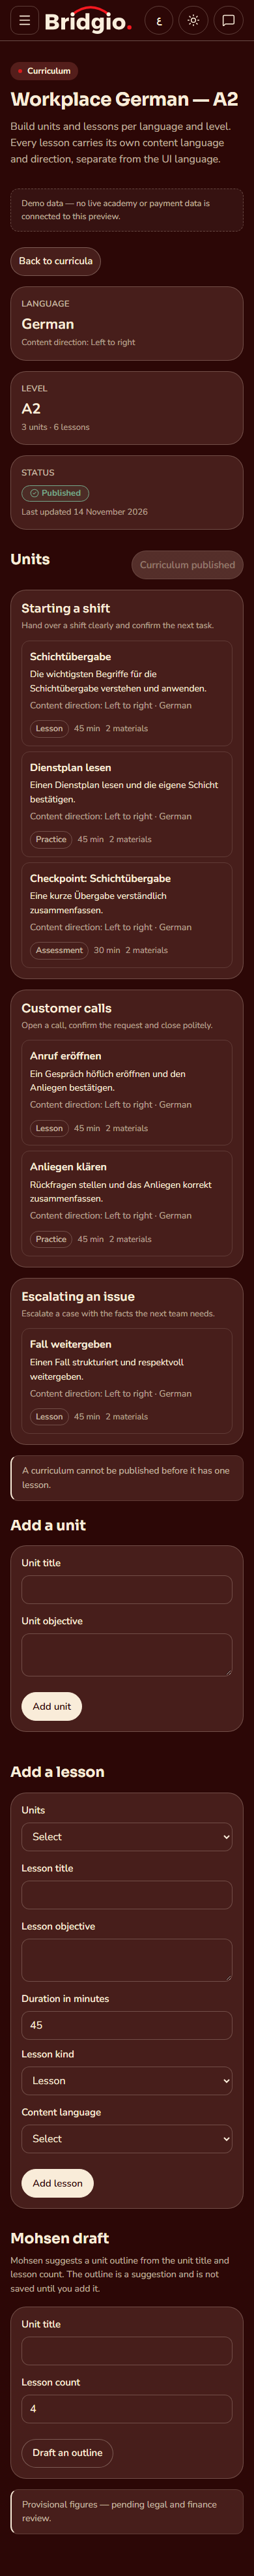 Bridgio.
ع
Curriculum
Workplace German — A2
Build units and lessons per language and level.
Every lesson carries its own content language
and direction, separate from the UI language.
Demo data — no live academy or payment data is
connected to this preview.
Back to curricula
LANGUAGE
German
Content direction: Left to right
LEVEL
A2
3 units · 6 lessons
STATUS
Published
Last updated 14 November 2026
Units
Curriculum published
Starting a shift
Hand over a shift clearly and confirm the next task.
Schichtübergabe
Die wichtigsten Begriffe für die
Schichtübergabe verstehen und anwenden.
Content direction: Left to right · German
Lesson 45 min 2 materials
Dienstplan lesen
Einen Dienstplan lesen und die eigene Schicht
bestätigen.
Content direction: Left to right · German
Practice 45 min 2 materials
Checkpoint: Schichtübergabe
Eine kurze Übergabe verständlich
zusammenfassen.
Content direction: Left to right · German
Assessment 30 min 2 materials
Customer calls
Open a call, confirm the request and close politely.
Anruf eröffnen
Ein Gespräch höflich eröffnen und den
Anliegen bestätigen.
Content direction: Left to right · German
Lesson 45 min 2 materials
Anliegen klären
Rückfragen stellen und das Anliegen korrekt
zusammenfassen.
Content direction: Left to right · German
Practice 45 min 2 materials
Escalating an issue
Escalate a case with the facts the next team needs.
Fall weitergeben
Einen Fall strukturiert und respektvoll
weitergeben.
Content direction: Left to right · German
Lesson 45 min 2 materials
A curriculum cannot be published before it has one
lesson.
Add a unit
Unit title
Unit objective
Add unit
Add a lesson
Units
Select
Lesson title
Lesson objective
Duration in minutes
45
Lesson kind
Lesson
Content language
Select
Add lesson
Mohsen draft
Mohsen suggests a unit outline from the unit title and
lesson count. The outline is a suggestion and is not
saved until you add it.
Unit title
Lesson count
4
Draft an outline
Provisional figures — pending legal and finance
review.